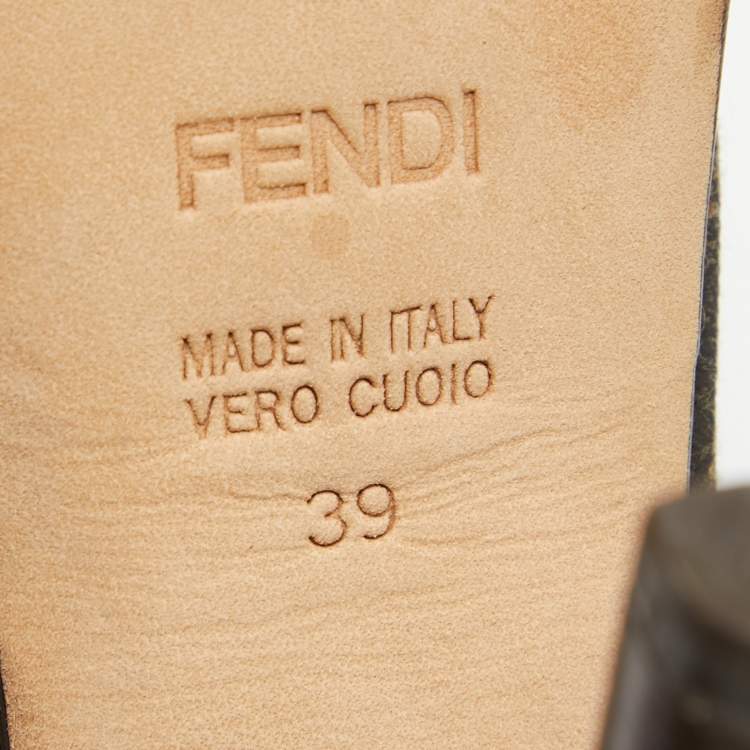 FENDI
MADE IN ITALY
VERO CUOIO
39